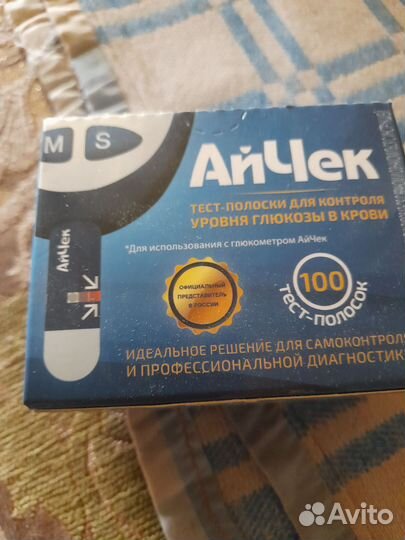 M S
АйЧек
ТЕСТ-ПОЛОСКИ ДЛЯ КОНТРОЛЯ
УРОВНЯ ГЛЮКОЗЫ В КРОВИ
*Для использования с глюкометром АйЧек
АйЧек
ОФИЦИАЛЬНЫЙ
ПРЕДСТАВИТЕЛЬ
В РОССИИ
100
ТЕСТ-ПОЛОСОК
ИДЕАЛЬНОЕ РЕШЕНИЕ ДЛЯ САМОКОНТРОЛЯ
И ПРОФЕССИОНАЛЬНОЙ ДИАГНОСТИКИ
Avito